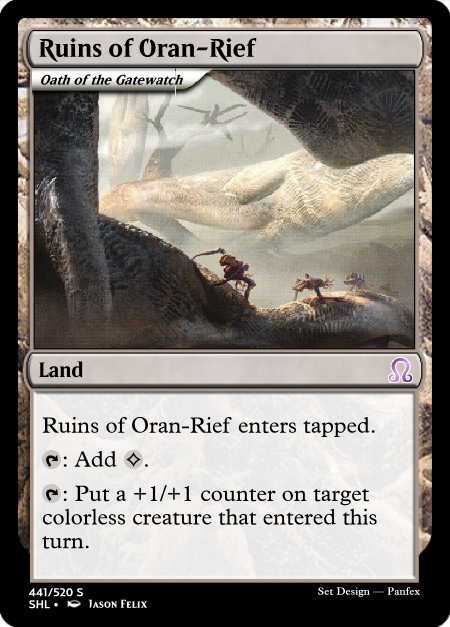 Ruins of Oran-Rief
Oath of the Gatewatch
Land
Ruins of Oran-Rief enters tapped.
: Add .
: Put a +1/+1 counter on target
colorless creature that entered this
turn.
441/520 S
Set Design — Panfex
SHL • Jason Felix